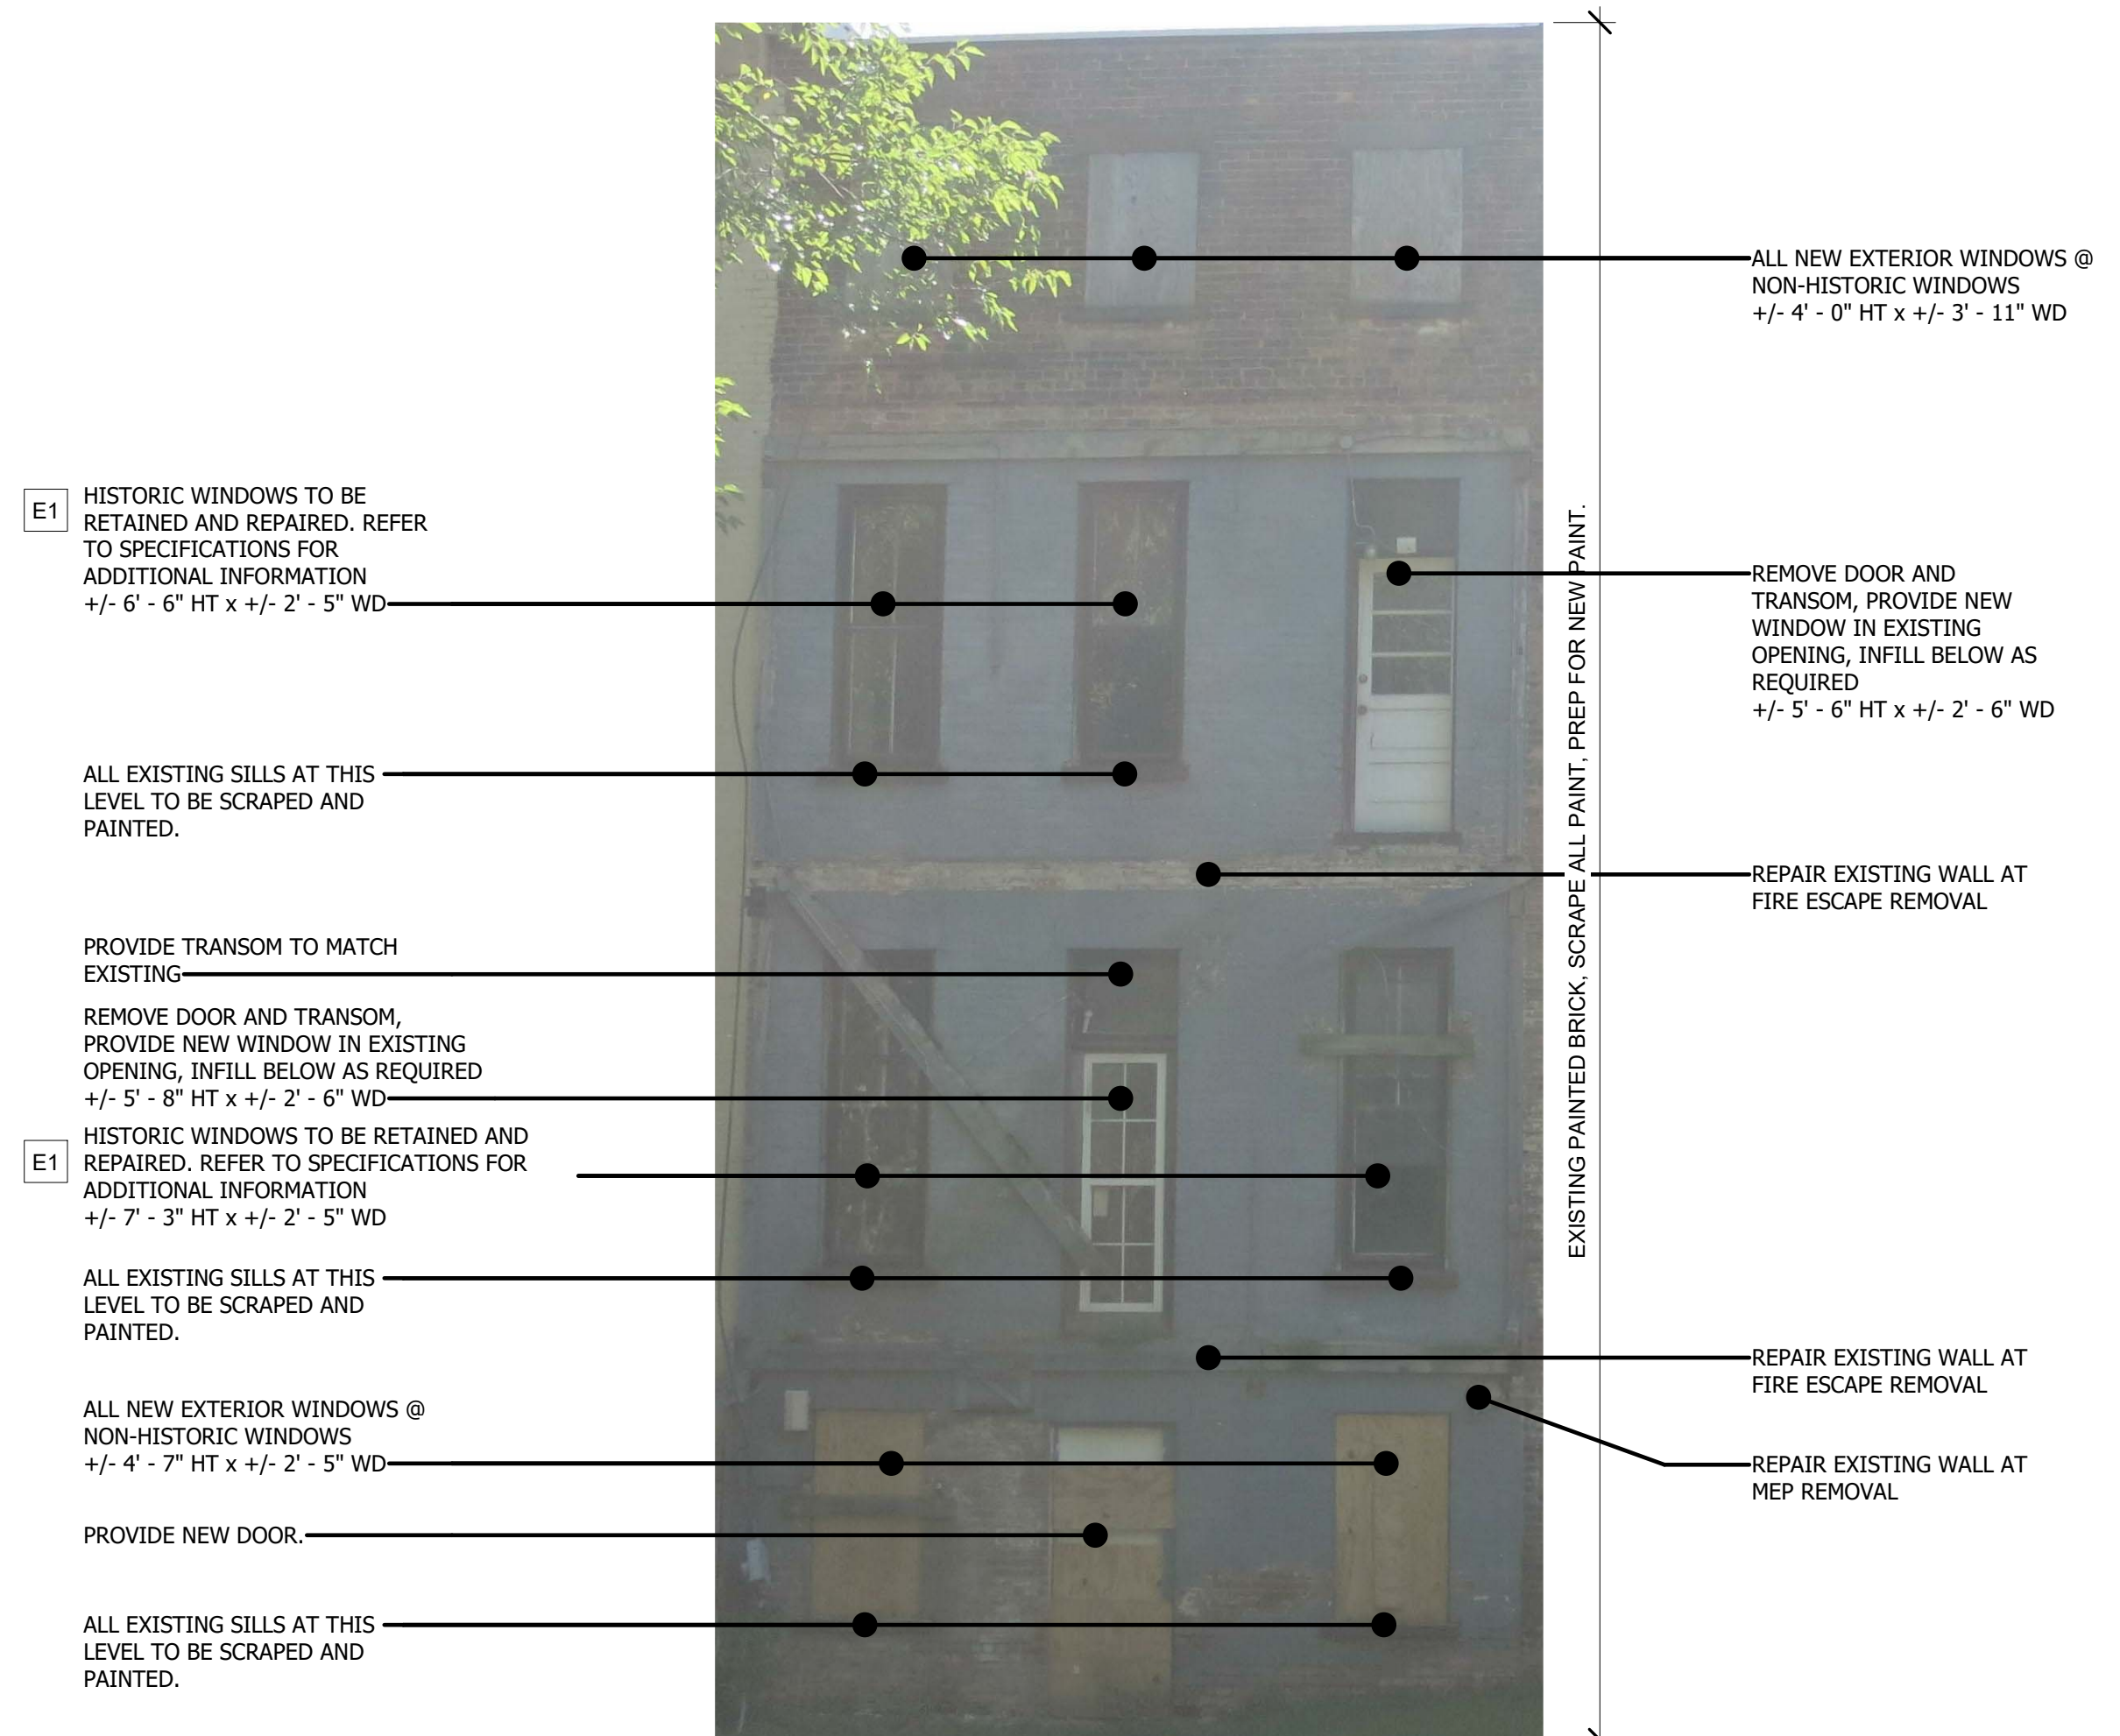 E1
HISTORIC WINDOWS TO BE
RETAINED AND REPAIRED. REFER
TO SPECIFICATIONS FOR
ADDITIONAL INFORMATION
+/- 6' - 6" HT x +/- 2' - 5" WD
ALL EXISTING SILLS AT THIS
LEVEL TO BE SCRAPED AND
PAINTED.
PROVIDE TRANSOM TO MATCH
EXISTING
REMOVE DOOR AND TRANSOM,
PROVIDE NEW WINDOW IN EXISTING
OPENING, INFILL BELOW AS REQUIRED
+/- 5' - 8" HT x +/- 2' - 6" WD
E1
HISTORIC WINDOWS TO BE RETAINED AND
REPAIRED. REFER TO SPECIFICATIONS FOR
ADDITIONAL INFORMATION
+/- 7' - 3" HT x +/- 2' - 5" WD
ALL EXISTING SILLS AT THIS
LEVEL TO BE SCRAPED AND
PAINTED.
ALL NEW EXTERIOR WINDOWS @
NON-HISTORIC WINDOWS
+/- 4' - 7" HT x +/- 2' - 5" WD
PROVIDE NEW DOOR.
ALL EXISTING SILLS AT THIS
LEVEL TO BE SCRAPED AND
PAINTED.
EXISTING PAINTED BRICK, SCRAPE ALL PAINT, PREP FOR NEW PAINT.
ALL NEW EXTERIOR WINDOWS @
NON-HISTORIC WINDOWS
+/- 4' - 0" HT x +/- 3' - 11" WD
REMOVE DOOR AND
TRANSOM, PROVIDE NEW
WINDOW IN EXISTING
OPENING, INFILL BELOW AS
REQUIRED
+/- 5' - 6" HT x +/- 2' - 6" WD
REPAIR EXISTING WALL AT
FIRE ESCAPE REMOVAL
REPAIR EXISTING WALL AT
FIRE ESCAPE REMOVAL
REPAIR EXISTING WALL AT
MEP REMOVAL